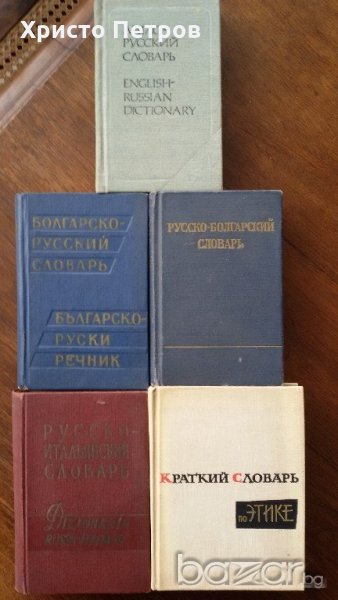 Христо Петров
РУССКИЙ
СЛОВАРЬ
ENGLISH-
RUSSIAN
DICTIONARY
БОЛГАРСКО-
РУССКИЙ
СЛОВАРЬ
БЪЛГАРСКО-
РУСКИ
РЕЧНИК
РУССКО-БОЛГАРСКИЙ
СЛОВАРЬ
РУССКО-
ИТАЛЬЯНСКИЙ
СЛОВАРЬ
Dizionario
КРАТКИЙ СЛОВАРЬ
по ЭТИКЕ
bazar.bg